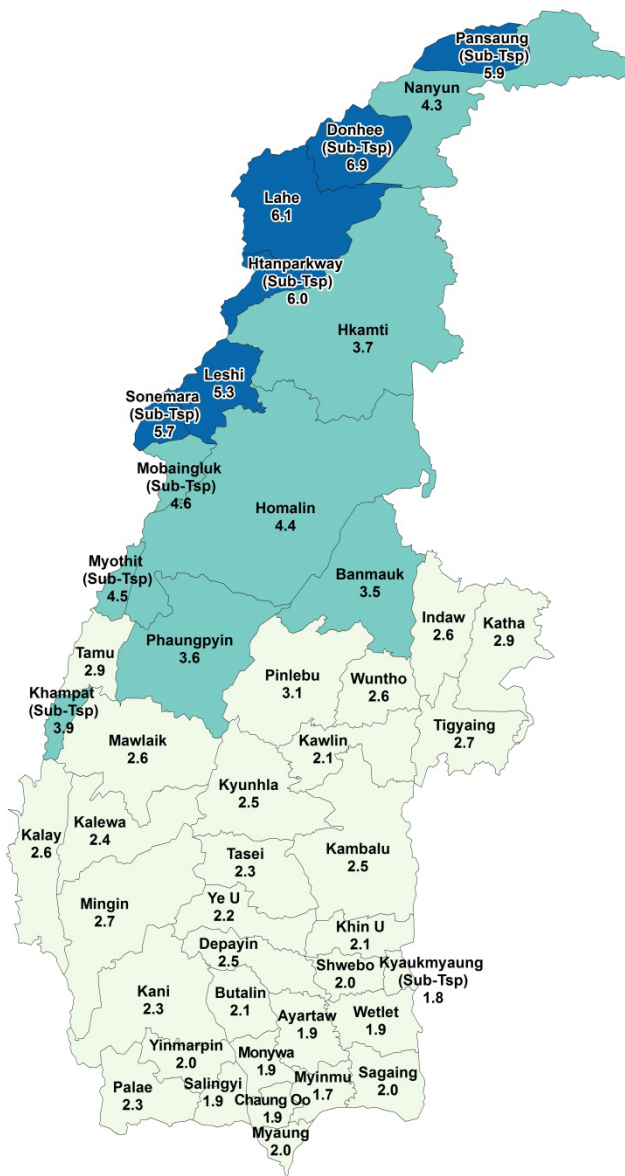 Pansaung
(Sub-Tsp)
5.9
Nanyun
4.3
Donhee
(Sub-Tsp)
6.9
Lahe
6.1
Htanparkway
(Sub-Tsp)
6.0
Hkamti
3.7
Leshi
5.3
Sonemara
(Sub-Tsp)
5.7
Mobaingluk
(Sub-Tsp)
4.6
Homalin
4.4
Myothit
(Sub-Tsp)
4.5
Banmauk
3.5
Indaw
2.6
Katha
2.9
Phaungpyin
3.6
Tamu
2.9
Pinlebu
3.1
Wuntho
2.6
Khampat
(Sub-Tsp)
3.9
Tigyaing
2.7
Mawlaik
2.6
Kawlin
2.1
Kyunhla
2.5
Kalay
2.6
Kalewa
2.4
Tasei
2.3
Kambalu
2.5
Mingin
2.7
Ye U
2.2
Khin U
2.1
Depayin
2.5
Shwebo
2.0
Kyaukmyaung
(Sub-Tsp)
1.8
Kani
2.3
Butalin
2.1
Ayartaw
1.9
Wetlet
1.9
Yinmarpin
2.0
Monywa
1.9
Myinmu
1.7
Sagaing
2.0
Palae
2.3
Salingyi
1.9
Chaung Oo
1.9
Myaung
2.0